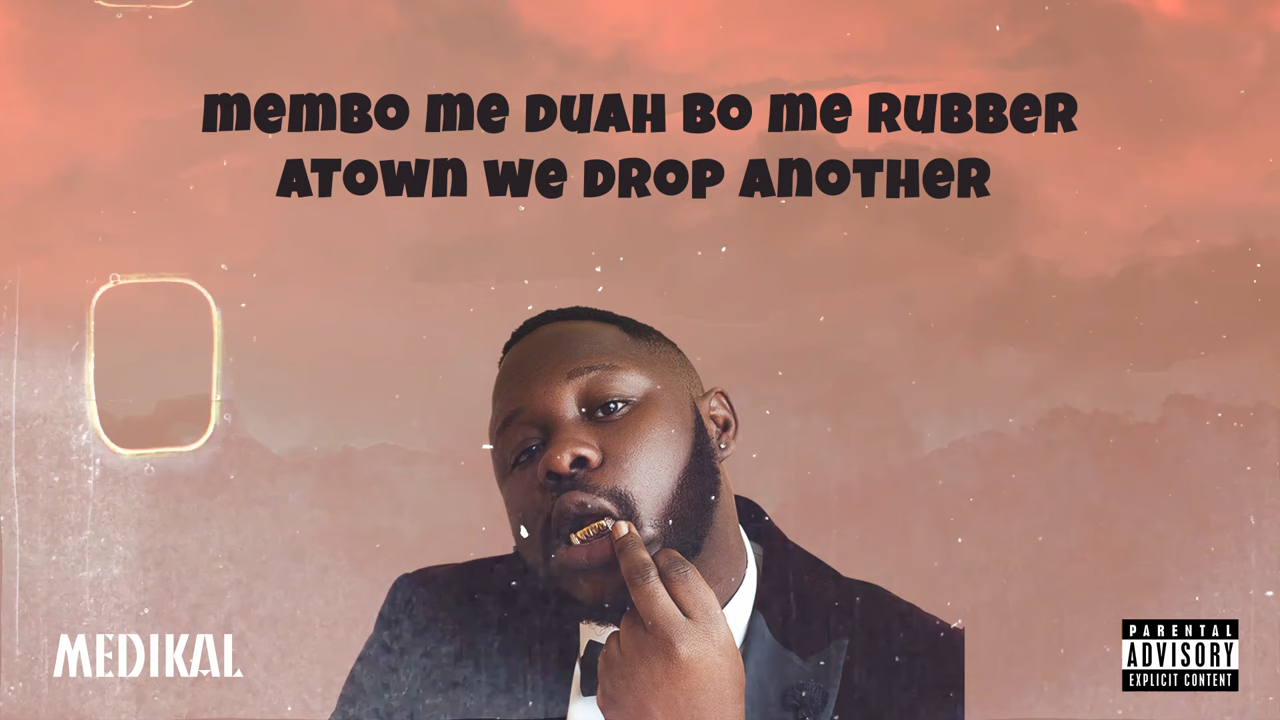 membo me DuAH BO me RuBBeR
ATOWn We DROP AnOTHeR
MEDIKAL
PARENTAL
ADVISORY
EXPLICIT CONTENT